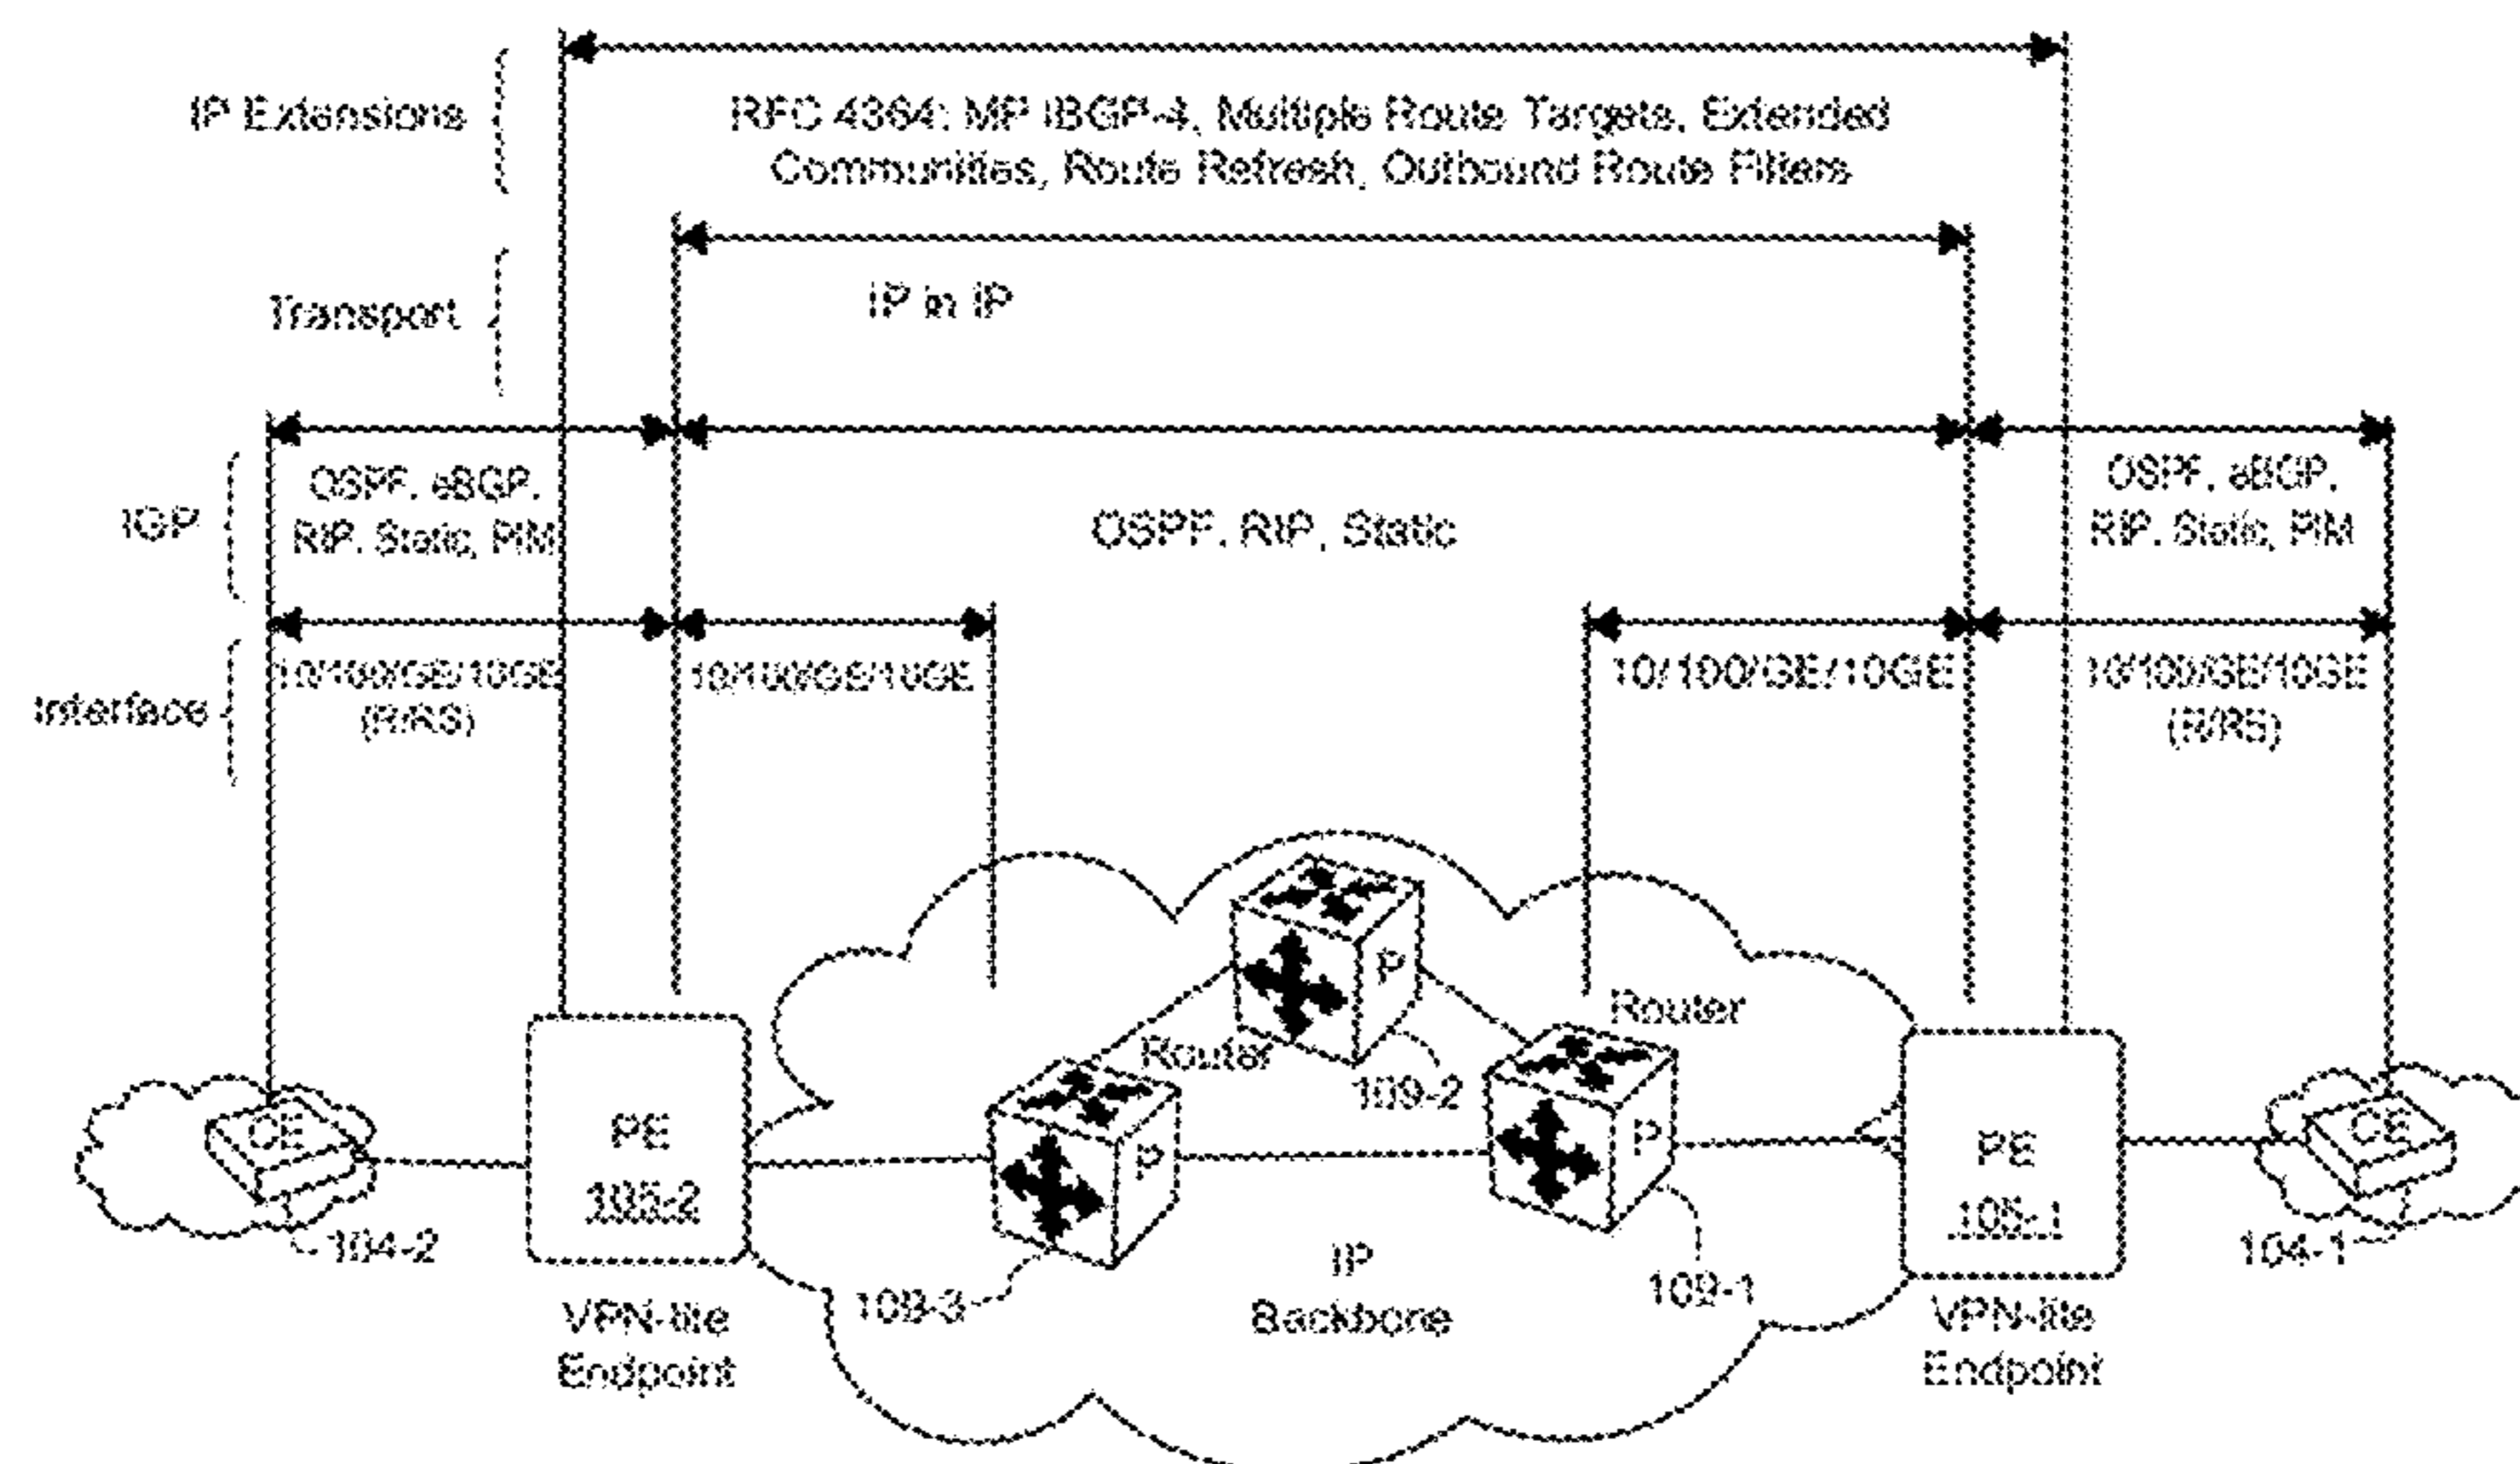 IP Extensions
RFC 4364: MP iBGP-4, Multiple Route Targets, Extended
Communities, Route Refresh, Outbound Route Filters
Transport
IP in IP
IGP
OSPF, eBGP,
RIP, Static, PIM
OSPF, RIP, Static
OSPF, eBGP,
RIP, Static, PIM
Interface
10/100/GE/10GE
(R/RS)
10/100/GE/10GE
10/100/GE/10GE
10/100/GE/10GE
(R/RS)
P
Router
Router
109-2
CE
PE
105-2
P
P
PE
105-1
CE
104-2
104-1
109-3
IP
Backbone
109-1
VPN-lite
Endpoint
VPN-lite
Endpoint